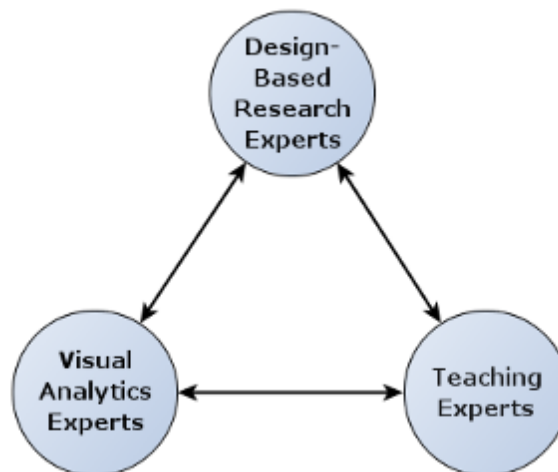 Design-
Based
Research
Experts
Visual
Analytics
Experts
Teaching
Experts